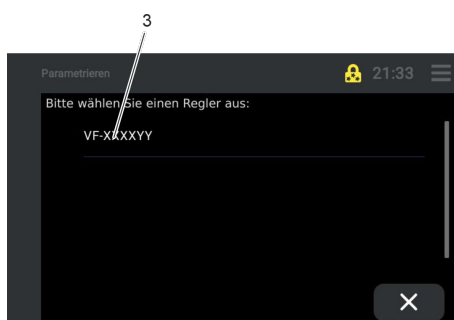 3
Parametrieren
21:33
Bitte wählen Sie einen Regler aus:
VF-XXXXYY